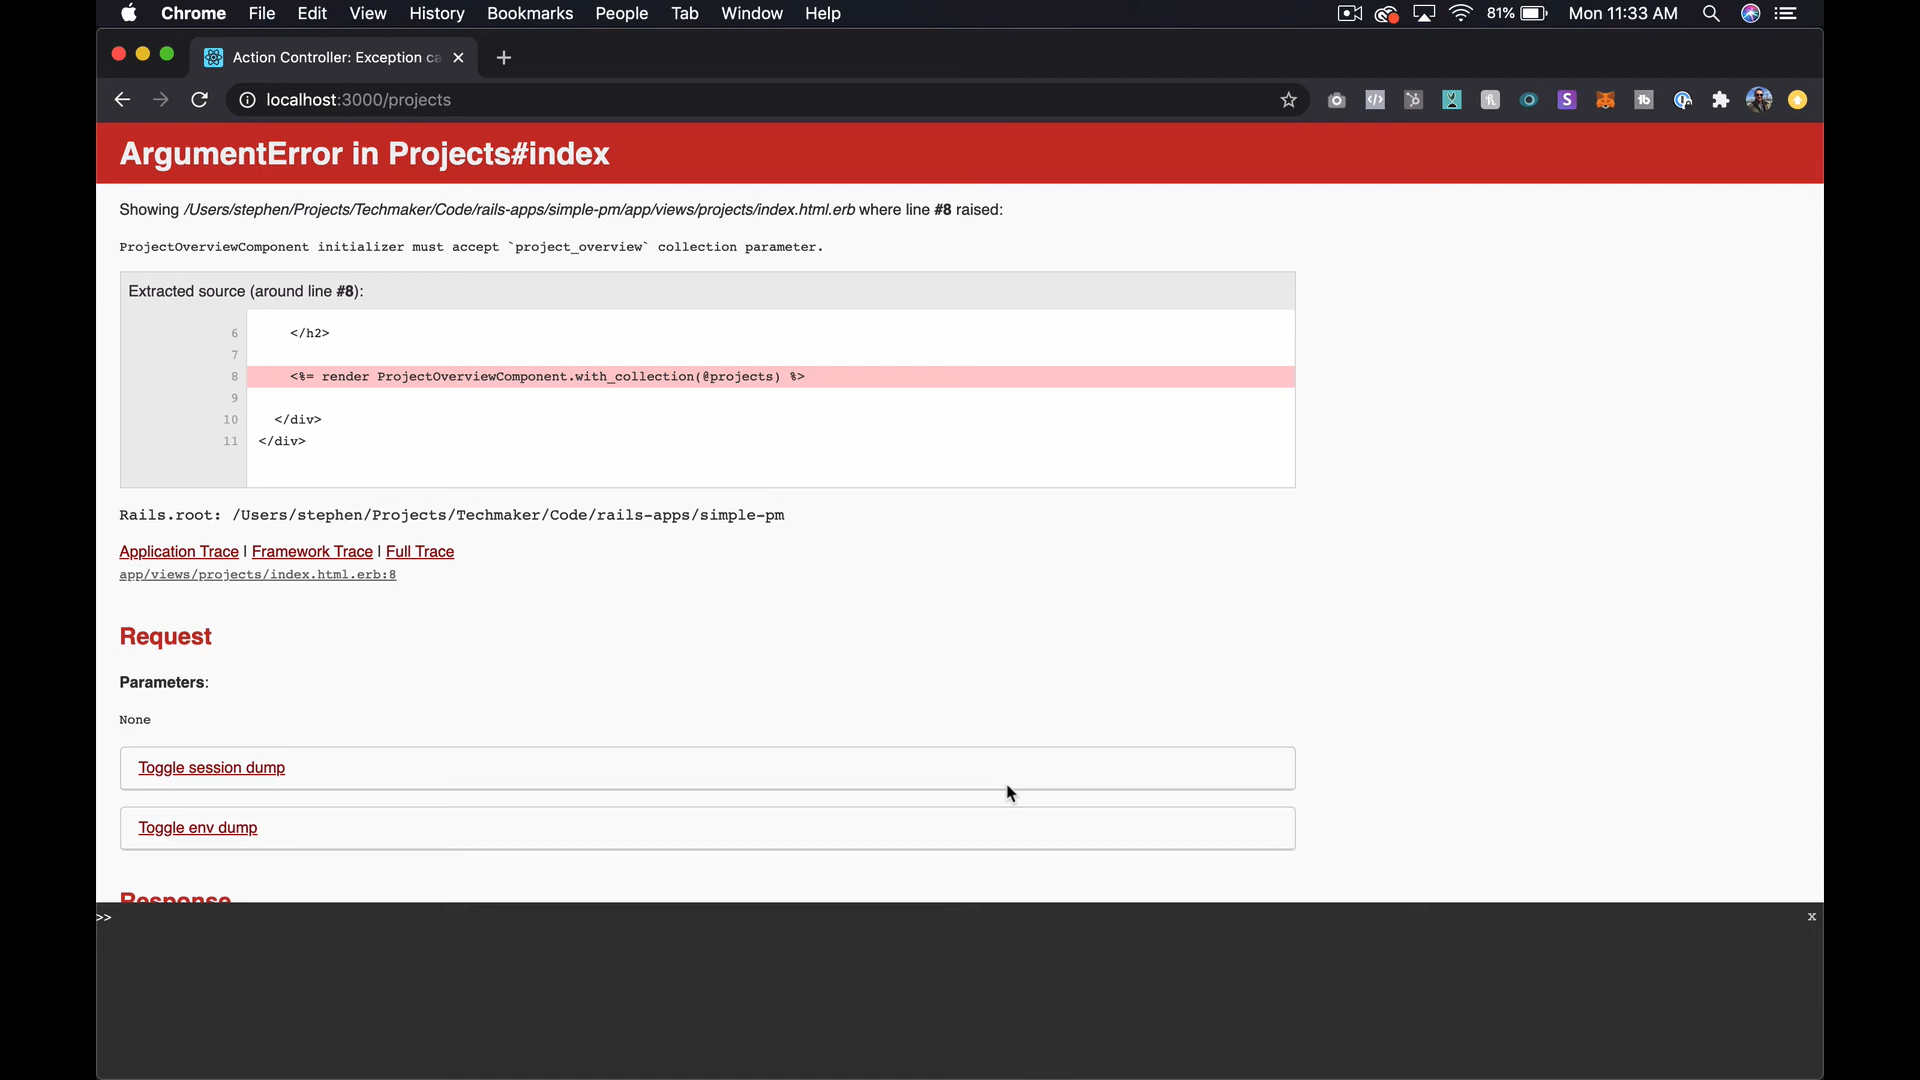 Chrome File Edit View History Bookmarks People Tab Window Help 81% Mon 11:33 AM
Action Controller: Exception ca
localhost:3000/projects
ArgumentError in Projects#index
Showing /Users/stephen/Projects/Techmaker/Code/rails-apps/simple-pm/app/views/projects/index.html.erb where line #8 raised:
ProjectOverviewComponent initializer must accept `project_overview` collection parameter.
Extracted source (around line #8):
6 </h2>
7
8 <%= render ProjectOverviewComponent.with_collection(@projects) %>
9
10 </div>
11 </div>
Rails.root: /Users/stephen/Projects/Techmaker/Code/rails-apps/simple-pm
Application Trace | Framework Trace | Full Trace
app/views/projects/index.html.erb:8
Request
Parameters:
None
Toggle session dump
Toggle env dump
Response
>> x